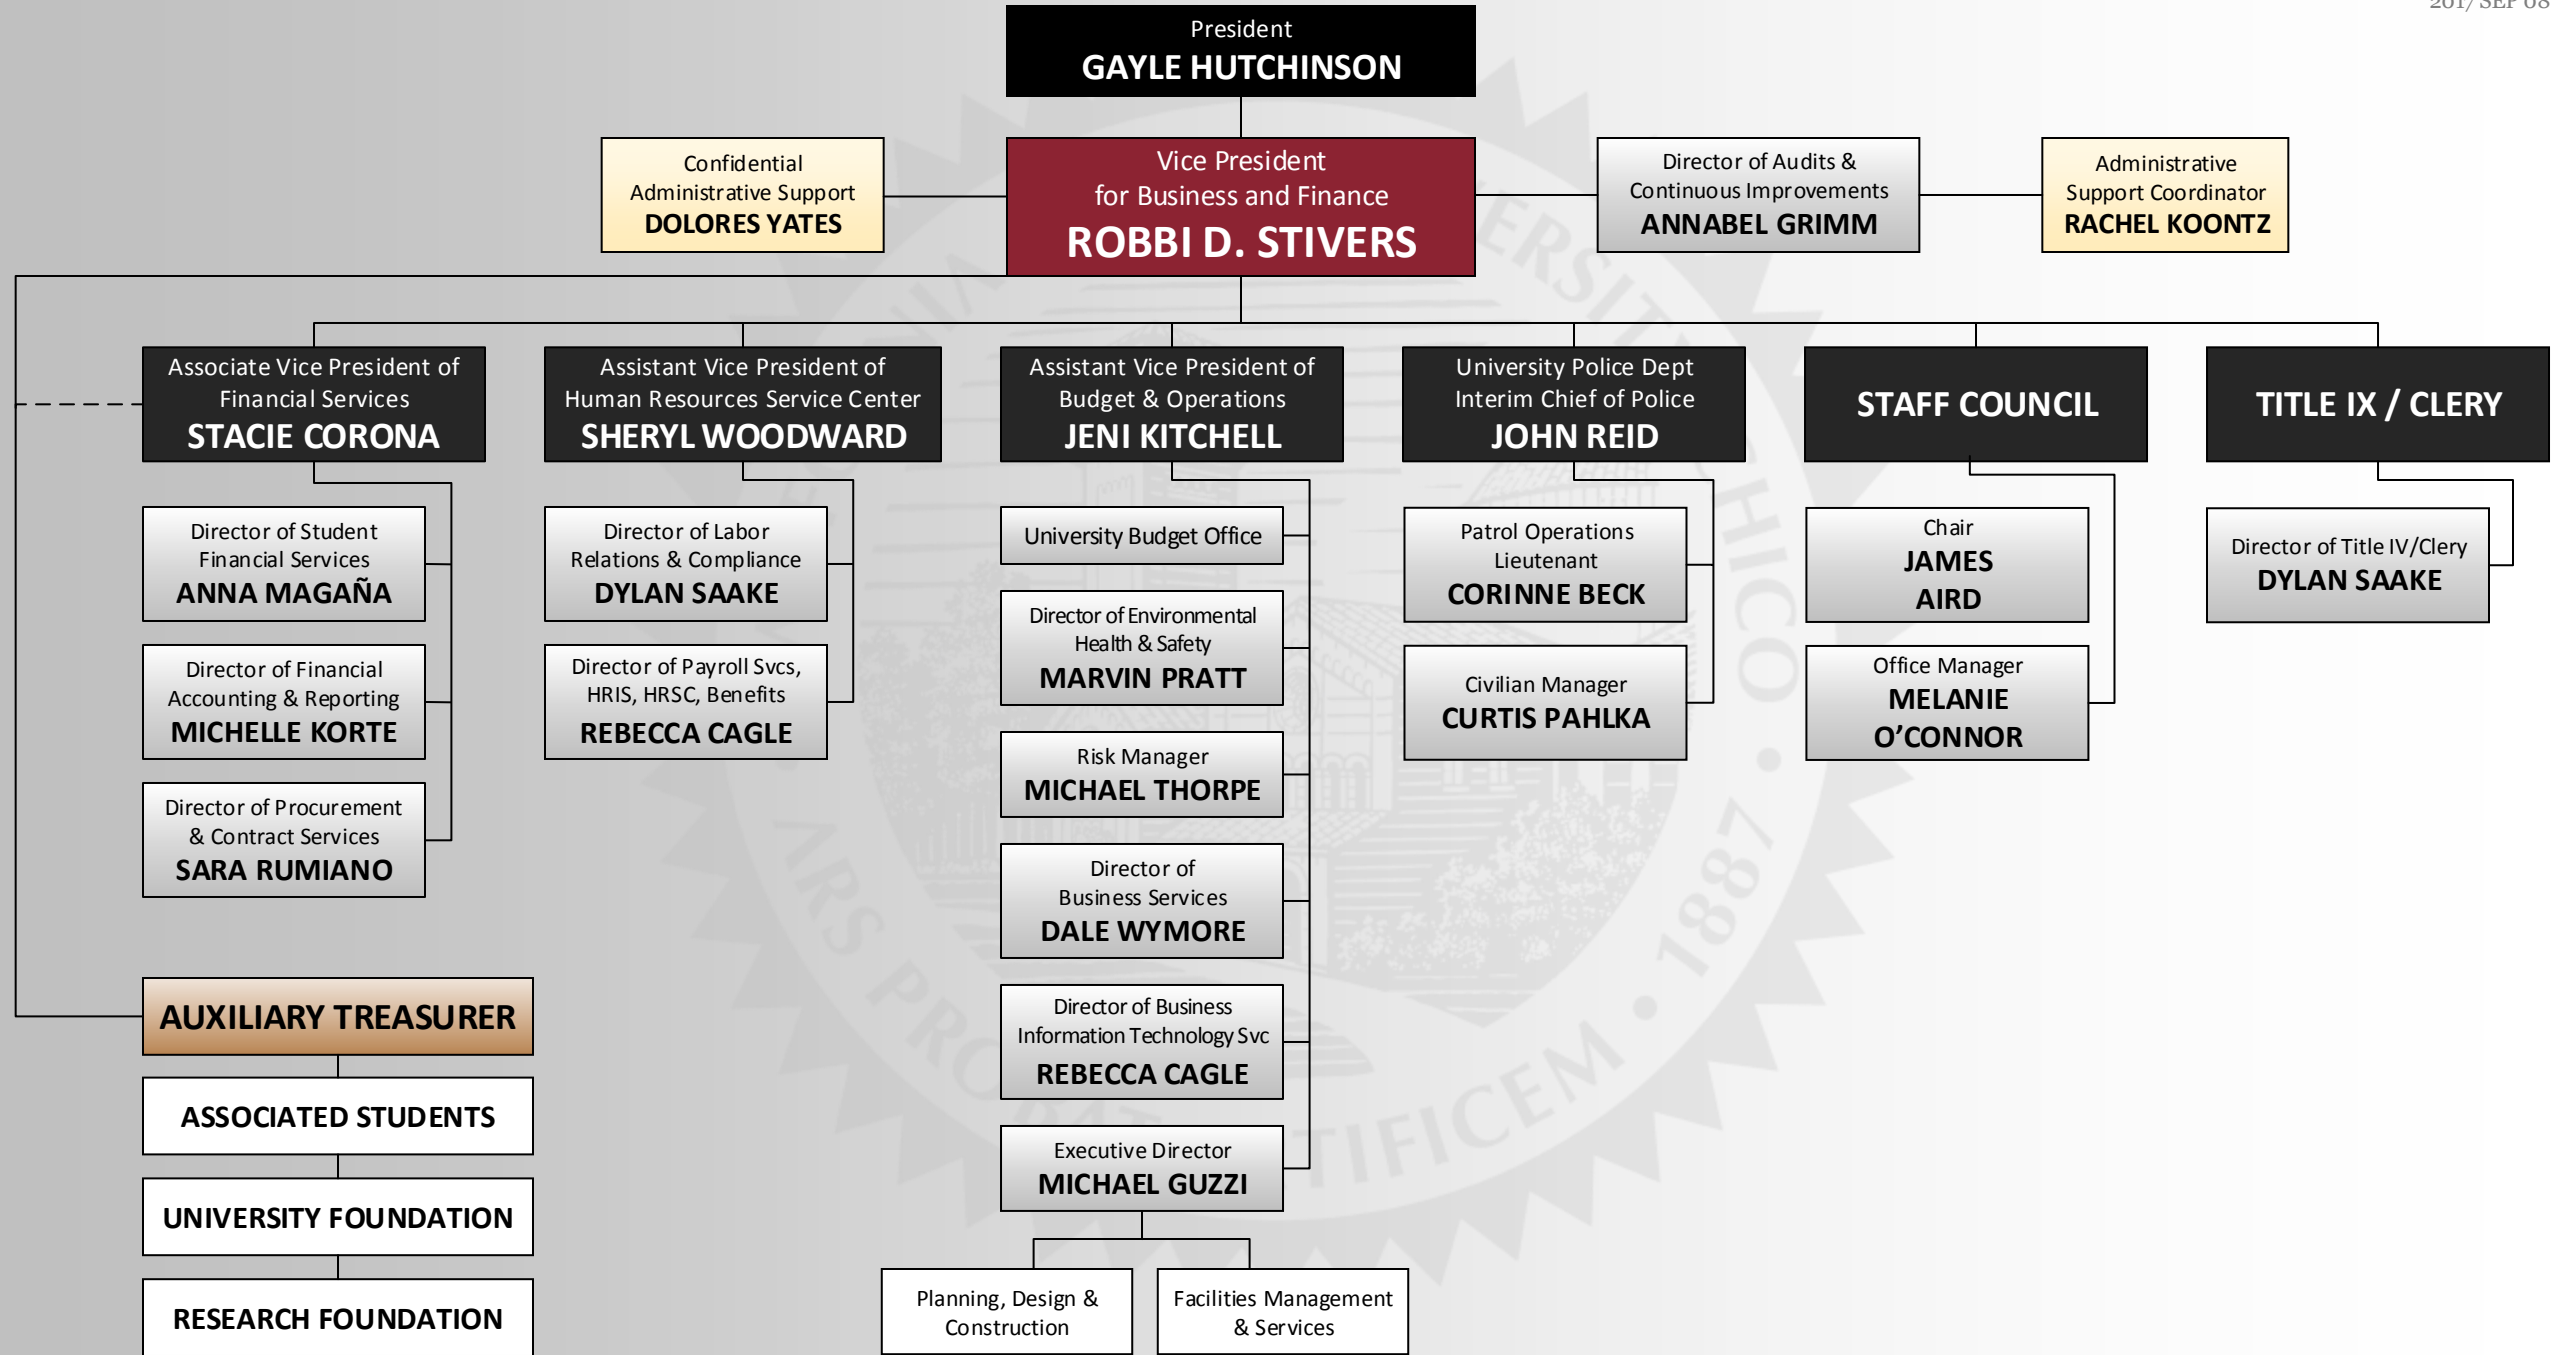 2017 SEP 08
President
GAYLE HUTCHINSON
Confidential
Administrative Support
DOLORES YATES
Vice President
for Business and Finance
ROBBI D. STIVERS
Director of Audits &
Continuous Improvements
ANNABEL GRIMM
Administrative
Support Coordinator
RACHEL KOONTZ
Associate Vice President of
Financial Services
STACIE CORONA
Assistant Vice President of
Human Resources Service Center
SHERYL WOODWARD
Assistant Vice President of
Budget & Operations
JENI KITCHELL
University Police Dept
Interim Chief of Police
JOHN REID
STAFF COUNCIL
TITLE IX / CLERY
Director of Student
Financial Services
ANNA MAGAÑA
Director of Financial
Accounting & Reporting
MICHELLE KORTE
Director of Procurement
& Contract Services
SARA RUMIANO
Director of Labor
Relations & Compliance
DYLAN SAAKE
Director of Payroll Svcs,
HRIS, HRSC, Benefits
REBECCA CAGLE
University Budget Office
Director of Environmental
Health & Safety
MARVIN PRATT
Risk Manager
MICHAEL THORPE
Director of
Business Services
DALE WYMORE
Director of Business
Information Technology Svc
REBECCA CAGLE
Executive Director
MICHAEL GUZZI
Planning, Design &
Construction
Facilities Management
& Services
Patrol Operations
Lieutenant
CORINNE BECK
Civilian Manager
CURTIS PAHLKA
Chair
JAMES
AIRD
Office Manager
MELANIE
O’CONNOR
Director of Title IV/Clery
DYLAN SAAKE
AUXILIARY TREASURER
ASSOCIATED STUDENTS
UNIVERSITY FOUNDATION
RESEARCH FOUNDATION
CHICO • 1887 •
ARS